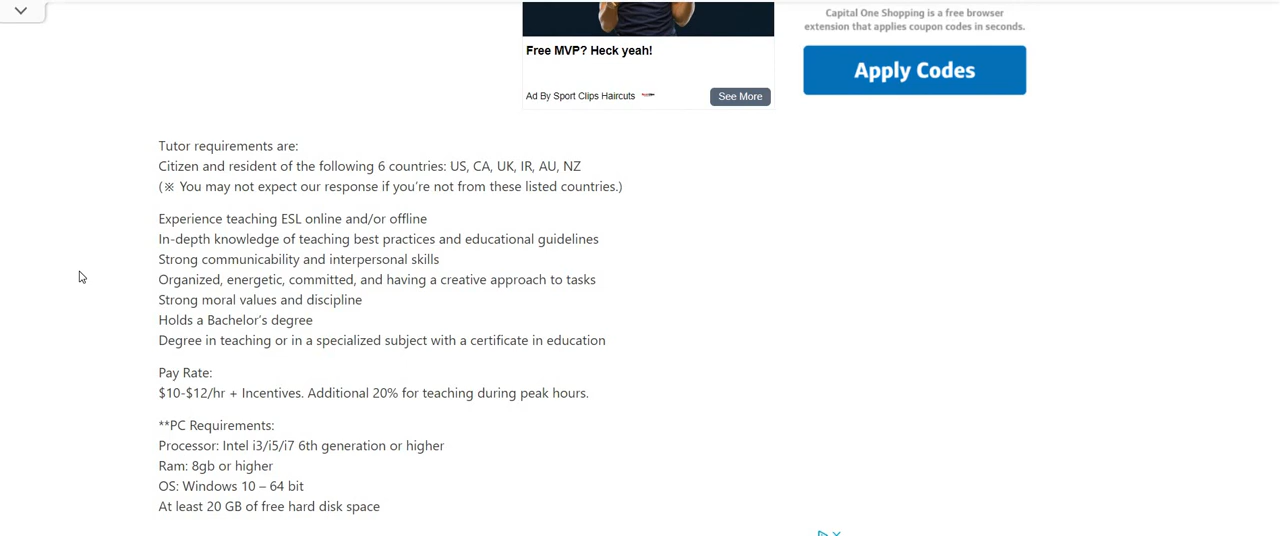 Capital One Shopping is a free browser
extension that applies coupon codes in seconds.
Free MVP? Heck yeah!
Apply Codes
Ad By Sport Clips Haircuts
See More
Tutor requirements are:
Citizen and resident of the following 6 countries: US, CA, UK, IR, AU, NZ
(※ You may not expect our response if you’re not from these listed countries.)
Experience teaching ESL online and/or offline
In-depth knowledge of teaching best practices and educational guidelines
Strong communicability and interpersonal skills
Organized, energetic, committed, and having a creative approach to tasks
Strong moral values and discipline
Holds a Bachelor’s degree
Degree in teaching or in a specialized subject with a certificate in education
Pay Rate:
$10-$12/hr + Incentives. Additional 20% for teaching during peak hours.
**PC Requirements:
Processor: Intel i3/i5/i7 6th generation or higher
Ram: 8gb or higher
OS: Windows 10 – 64 bit
At least 20 GB of free hard disk space